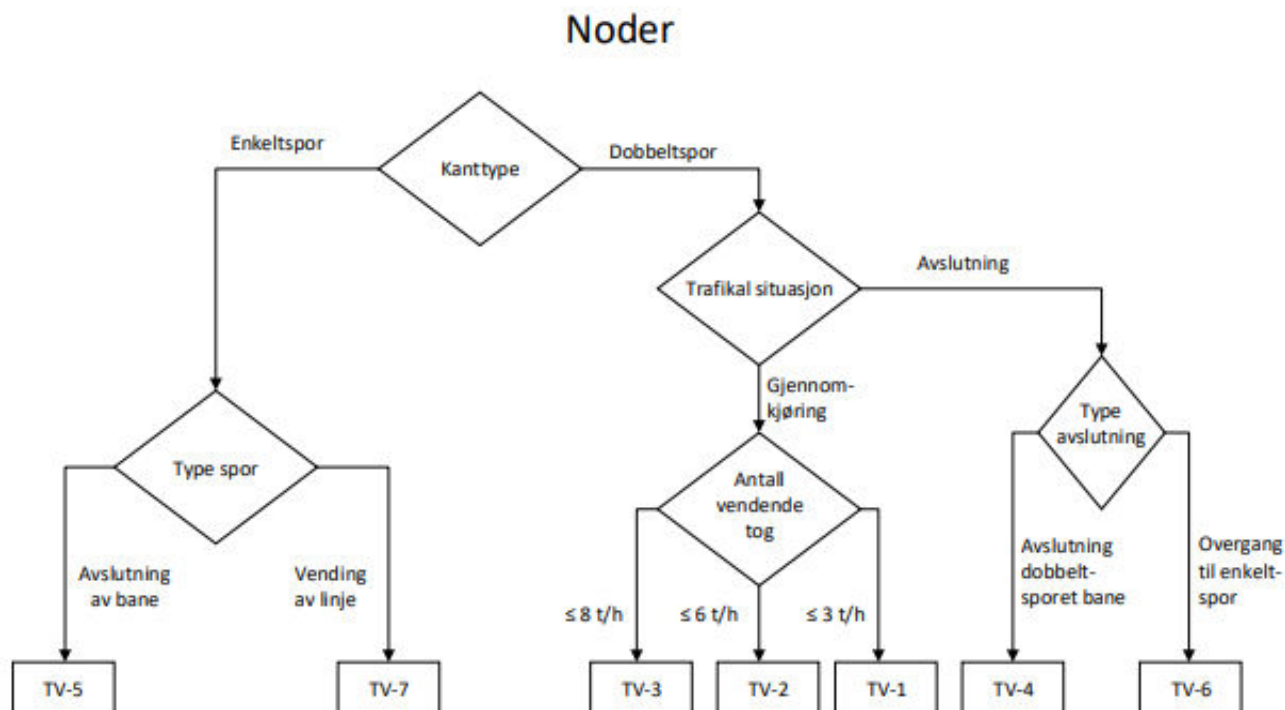 Noder
Enkeltspor
Kanttype
Dobbeltspor
Trafikal situasjon
Avslutning
Gjennom-
kjøring
Type
avslutning
Type spor
Antall
vendende
tog
Avslutning
av bane
Vending
av linje
≤ 8 t/h
≤ 6 t/h
≤ 3 t/h
Avslutning
dobbelt-
sporet bane
Overgang
til enkelt-
spor
TV-5
TV-7
TV-3
TV-2
TV-1
TV-4
TV-6